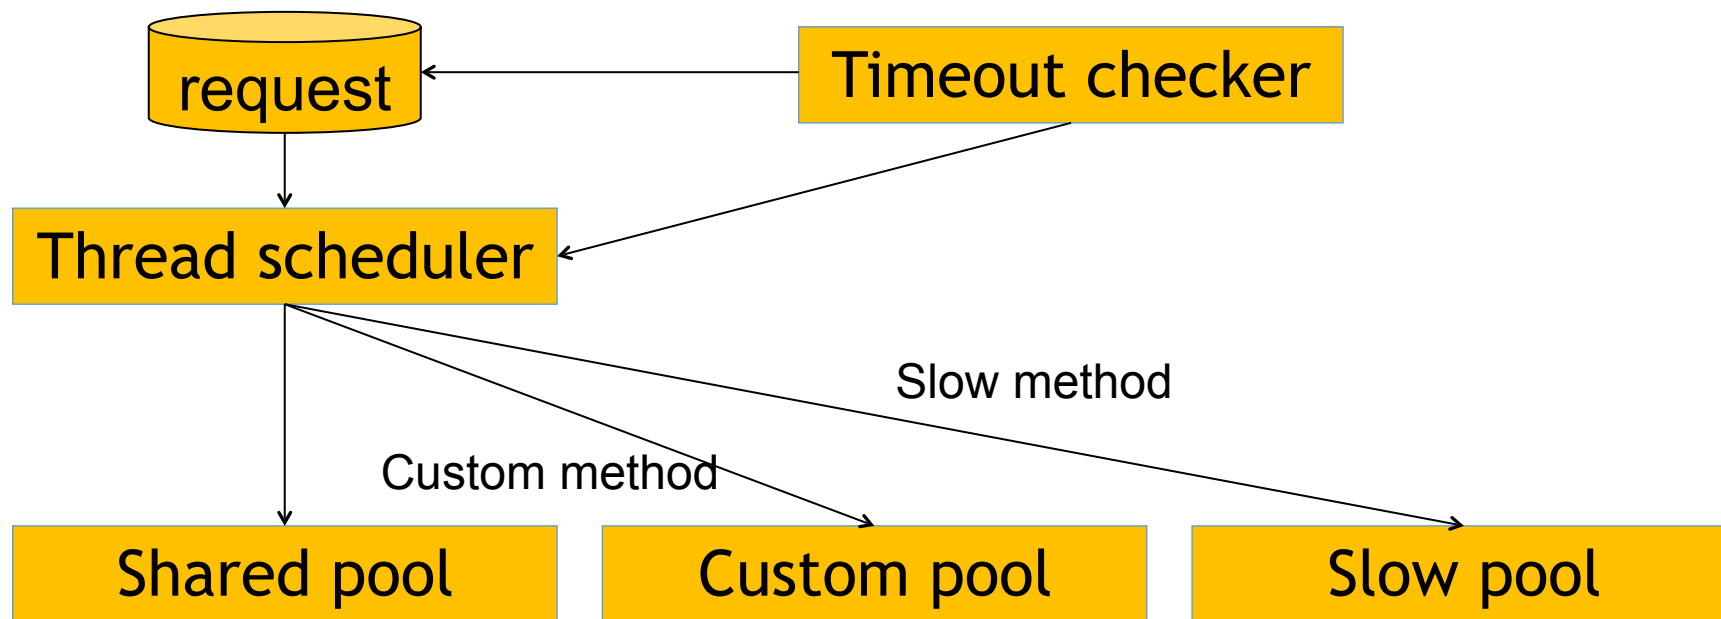 request
Timeout checker
Thread scheduler
Slow method
Custom method
Shared pool
Custom pool
Slow pool